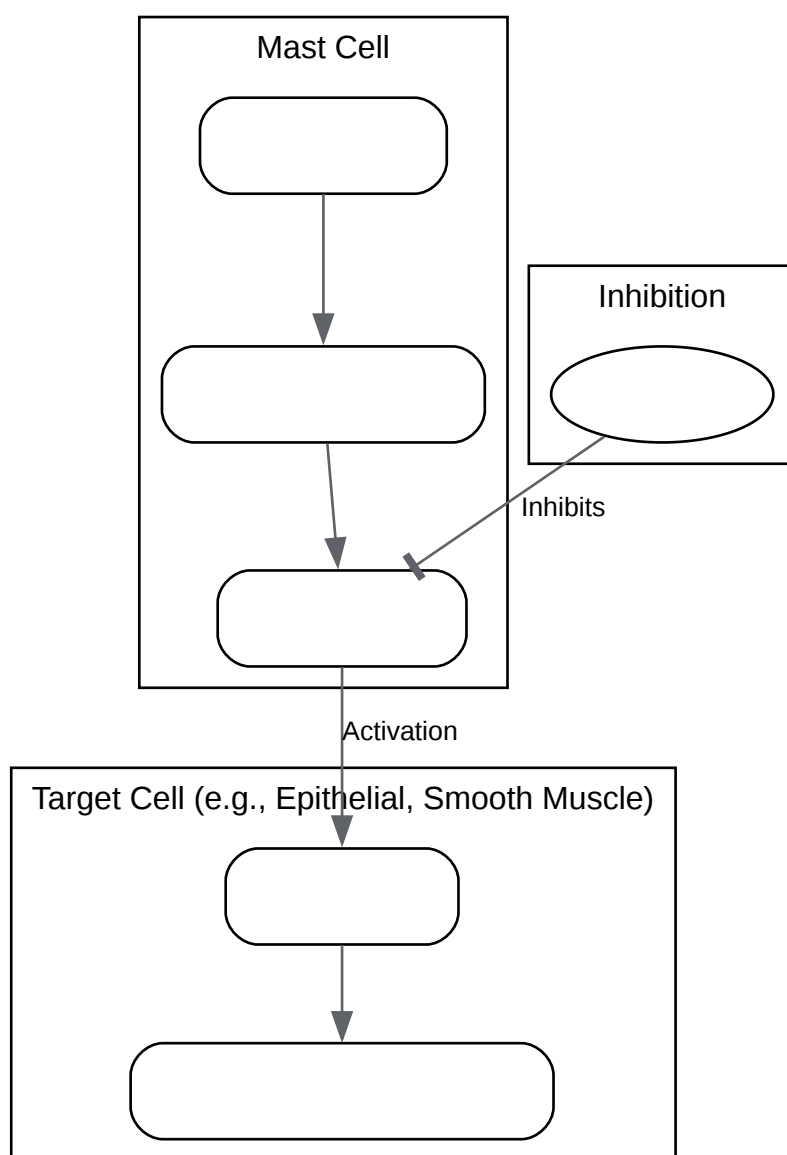 Mast Cell
Inhibition
Inhibits
Activation
Target Cell (e.g., Epithelial, Smooth Muscle)